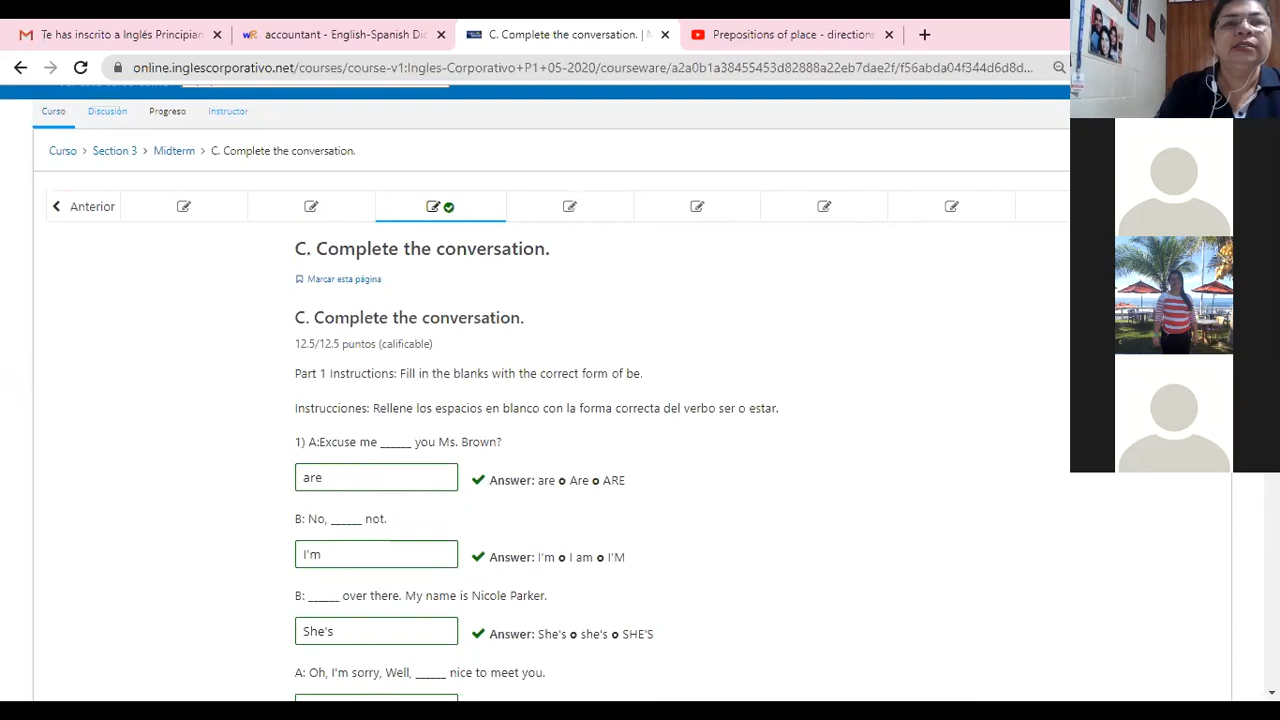 Te has inscrito a Inglés Principian
accountant - English-Spanish Dic
C. Complete the conversation. | M
Prepositions of place - directions
online.inglescorporativo.net/courses/course-v1:Ingles-Corporativo+P1+05-2020/courseware/a2a0b1a38455453d82888a22eb7dae2f/f56abda04f344d6d8d...
Curso
Discusión
Progreso
Instructor
Curso > Section 3 > Midterm > C. Complete the conversation.
Anterior
C. Complete the conversation.
Marcar esta página
C. Complete the conversation.
12.5/12.5 puntos (calificable)
Part 1 Instructions: Fill in the blanks with the correct form of be.
Instrucciones: Rellene los espacios en blanco con la forma correcta del verbo ser o estar.
1) A:Excuse me ______ you Ms. Brown?
are
Answer: are o Are o ARE
B: No, ______ not.
I'm
Answer: I'm o I am o I'M
B: ______ over there. My name is Nicole Parker.
She's
Answer: She's o she's o SHE'S
A: Oh, I'm sorry, Well, ______ nice to meet you.